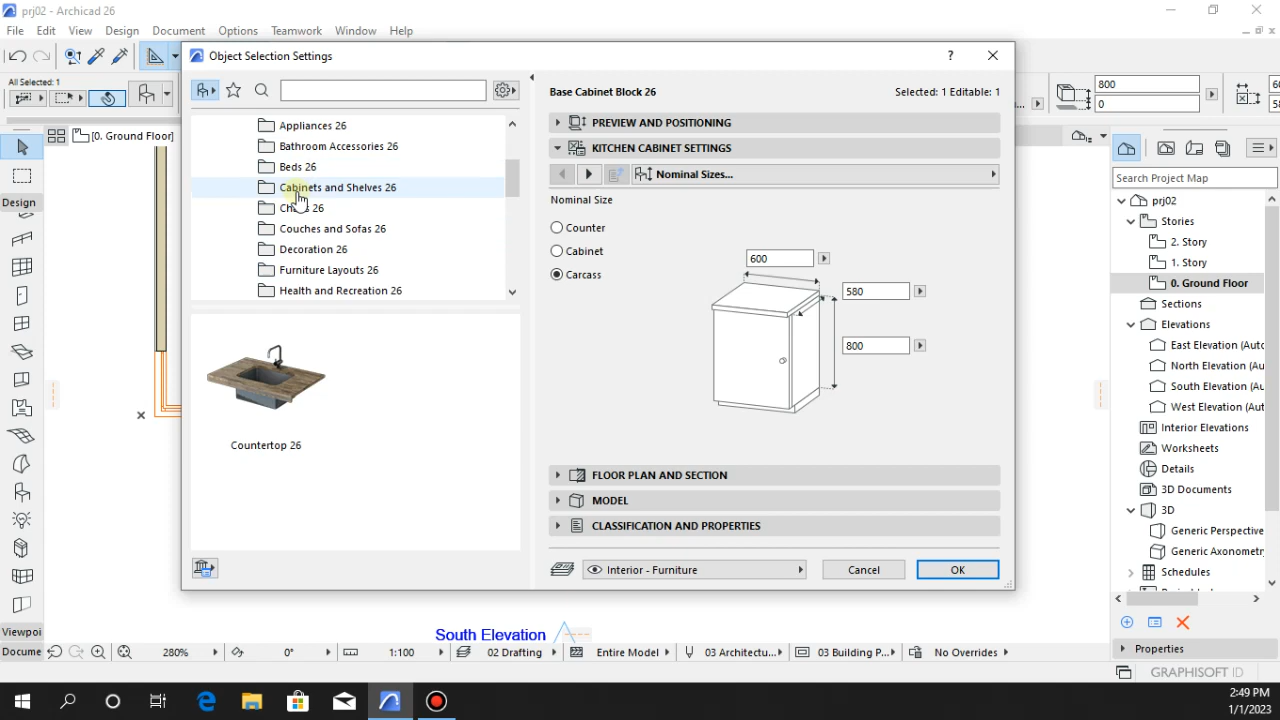 prj02 - Archicad 26
File Edit View Design Document Options Teamwork Window Help
All Selected: 1
[0. Ground Floor]
Object Selection Settings
?
Appliances 26
Bathroom Accessories 26
Beds 26
Cabinets and Shelves 26
26
Couches and Sofas 26
Decoration 26
Furniture Layouts 26
Health and Recreation 26
Countertop 26
Base Cabinet Block 26
Selected: 1 Editable: 1
PREVIEW AND POSITIONING
KITCHEN CABINET SETTINGS
Nominal Sizes...
Nominal Size
Counter
Cabinet
Carcass
600
580
800
FLOOR PLAN AND SECTION
MODEL
CLASSIFICATION AND PROPERTIES
Interior - Furniture
Cancel
OK
800
0
Search Project Map
prj02
Stories
2. Story
1. Story
0. Ground Floor
Sections
Elevations
East Elevation (Autc
North Elevation (Au
South Elevation (Au
West Elevation (Aut
Interior Elevations
Worksheets
Details
3D Documents
3D
Generic Perspective
Generic Axonometr
Schedules
Properties
Design
Viewpoi
Docume
South Elevation
280%
0°
1:100
02 Drafting
Entire Model
03 Architectu...
03 Building P...
No Overrides
GRAPHISOFT ID
2:49 PM
1/1/2023